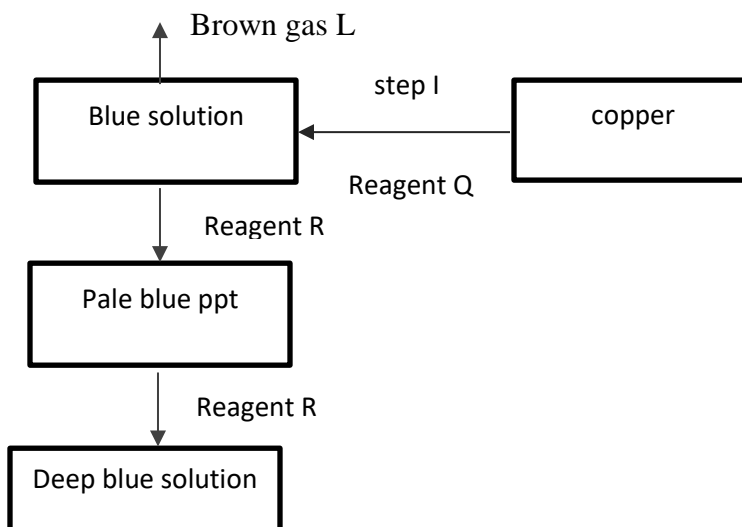 Brown gas L
step I
Blue solution
copper
Reagent Q
Reagent R
Pale blue ppt
Reagent R
Deep blue solution